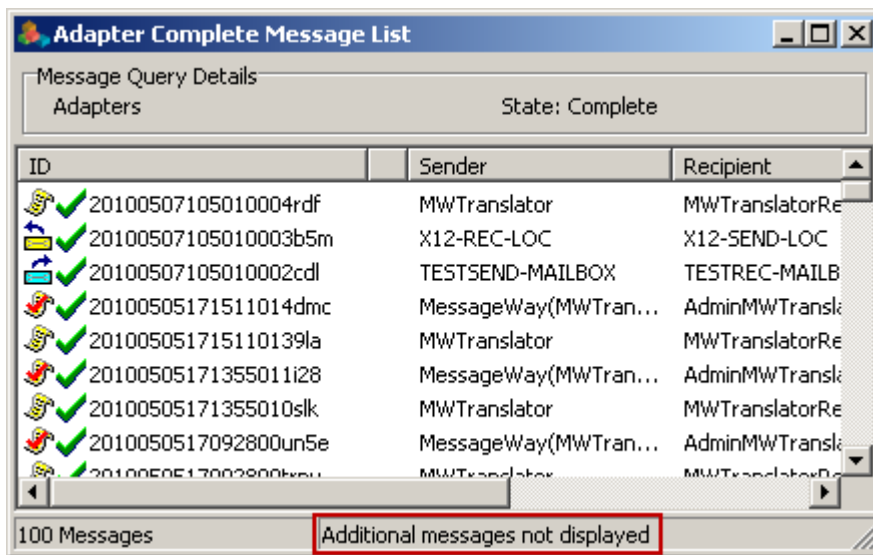 Adapter Complete Message List
Message Query Details
Adapters State: Complete
ID Sender Recipient
20100507105010004rdf MWTranslator MWTranslatorRe
20100507105010003b5m X12-REC-LOC X12-SEND-LOC
20100507105010002cdl TESTSEND-MAILBOX TESTREC-MAILB
20100505171511014dmc MessageWay(MWTran... AdminMWTransla
20100505171511013​9la MWTranslator MWTranslatorRe
20100505171355011i28 MessageWay(MWTran... AdminMWTransla
20100505171355010slk MWTranslator MWTranslatorRe
2010050517092800un5e MessageWay(MWTran... AdminMWTransla
MWTranslator
100 Messages Additional messages not displayed